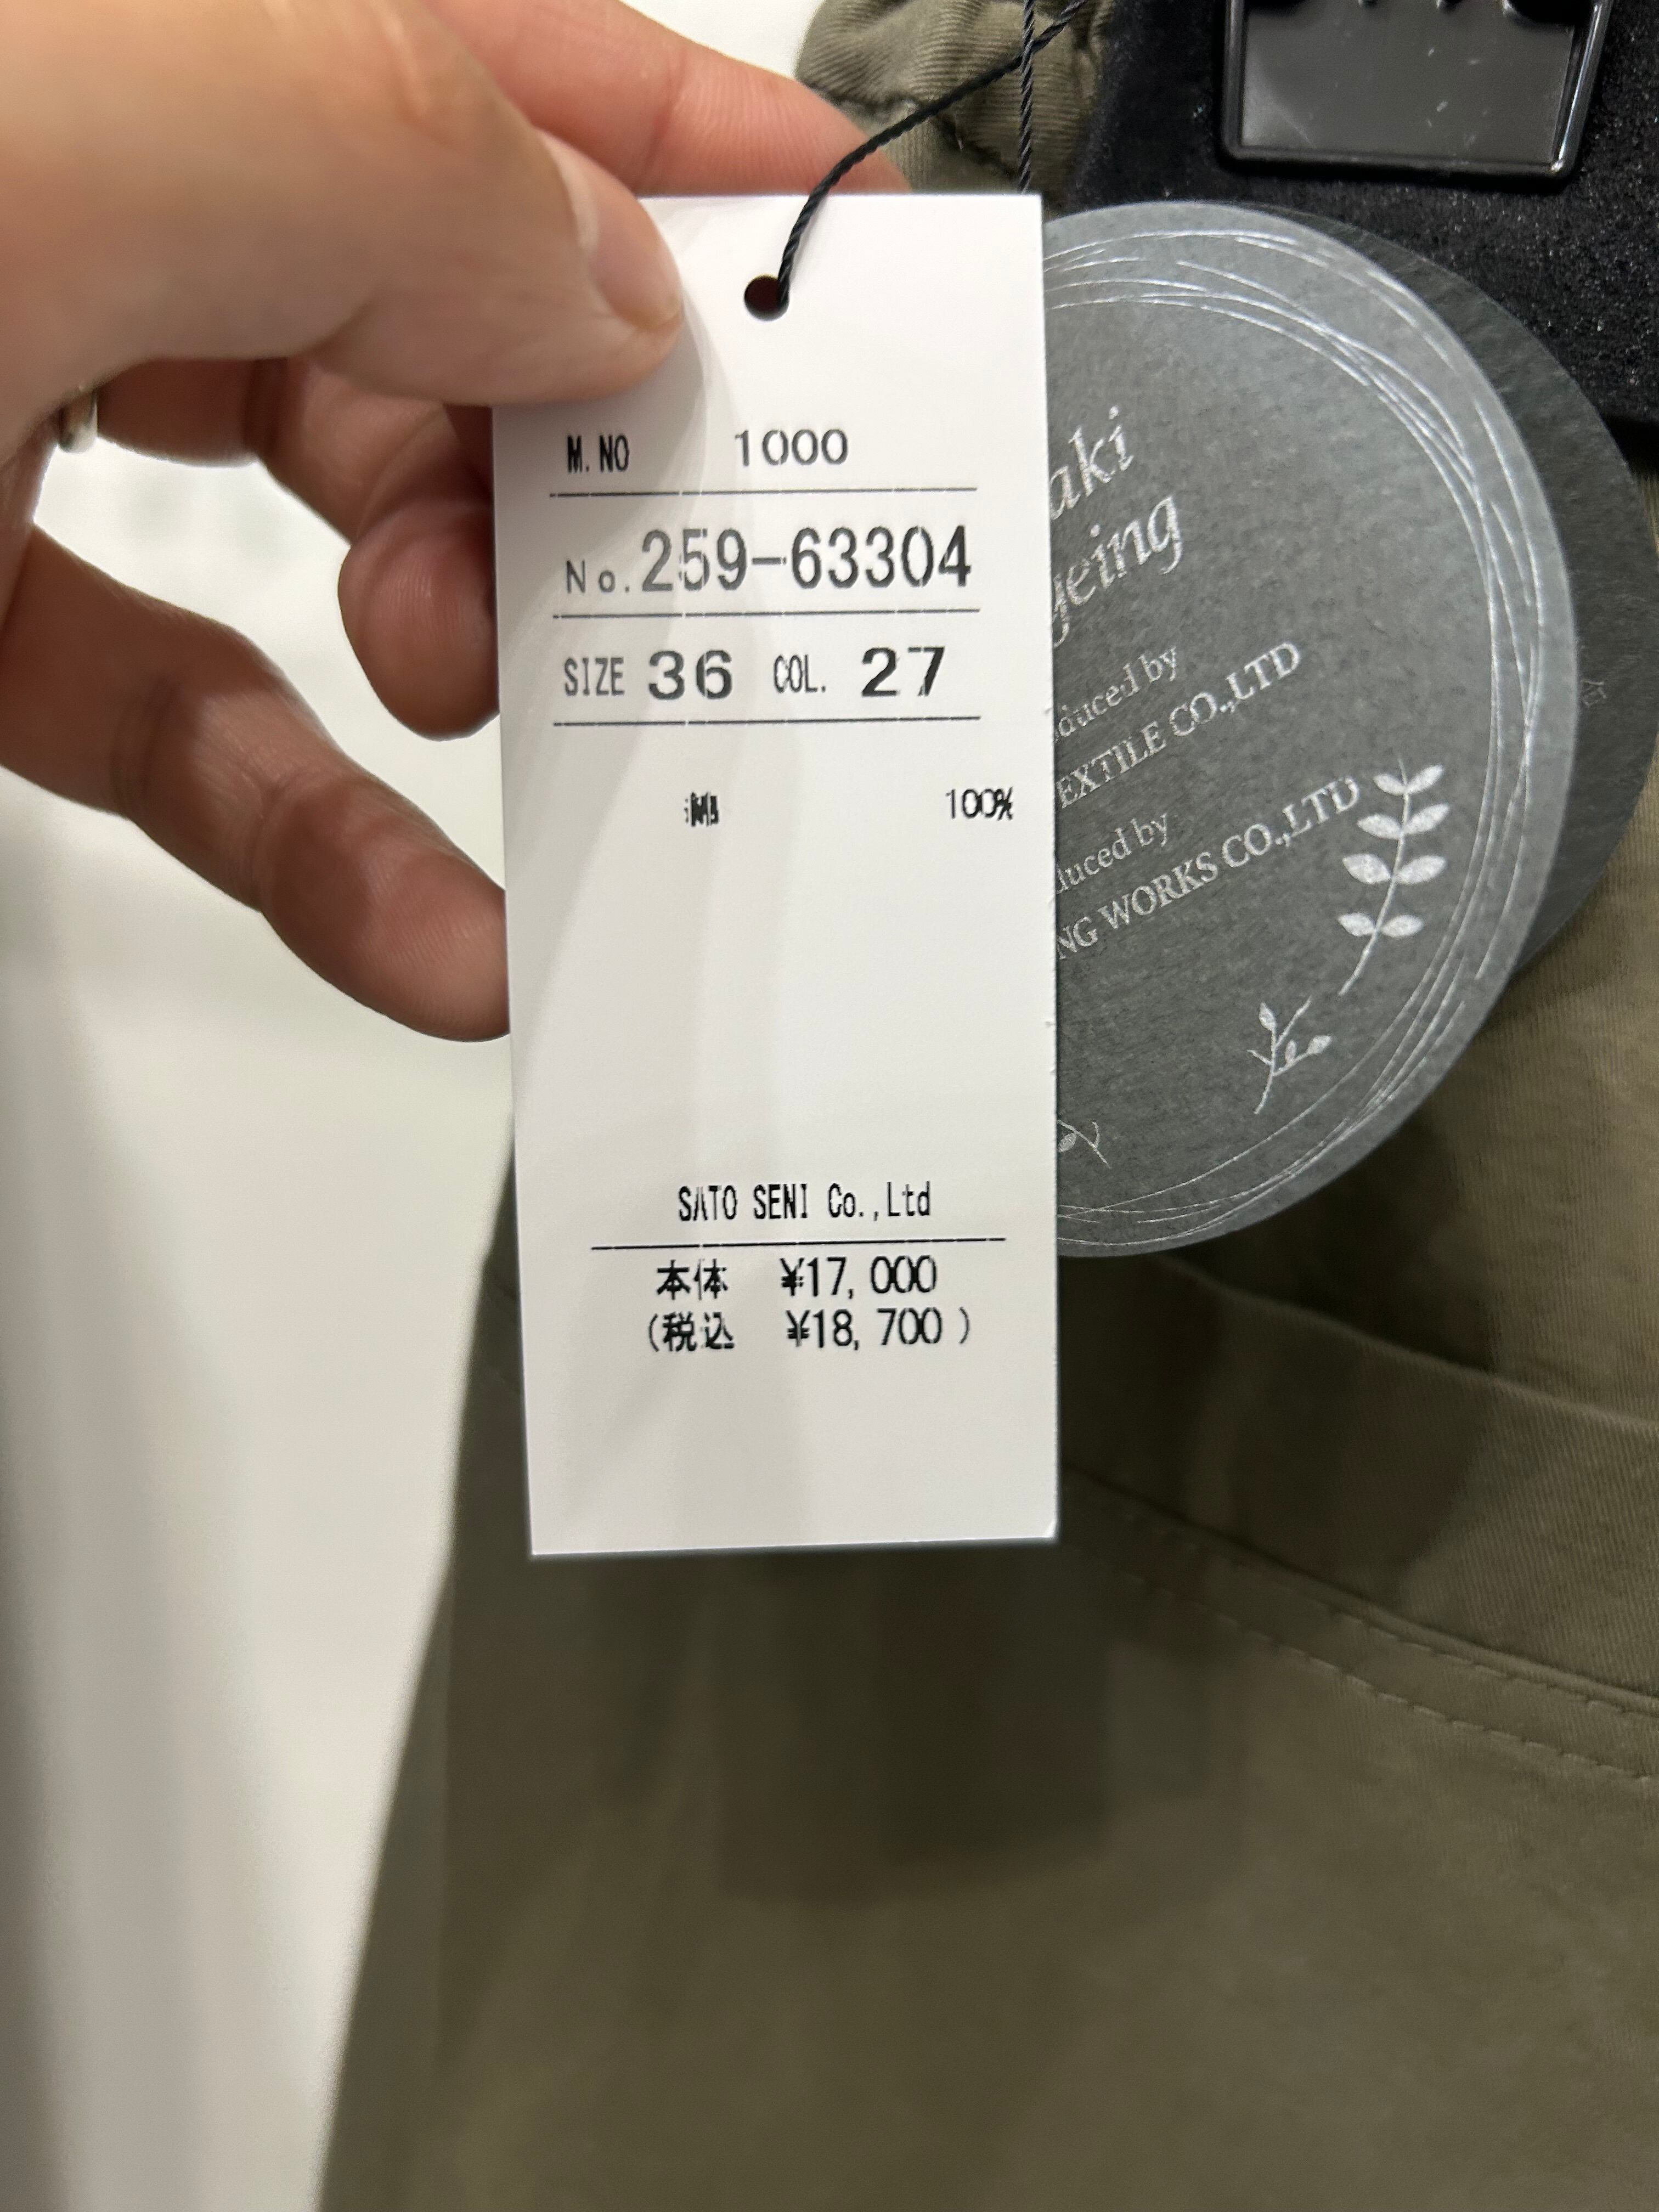 M.NO 1000
No.259-63304
SIZE 36 COL. 27
100%
SATO SENI Co.,Ltd
本体 ¥17,000
(税込 ¥18,700)
aki
geing
duced by
EXTILE CO.,LTD
duced by
NG WORKS CO.,LTD